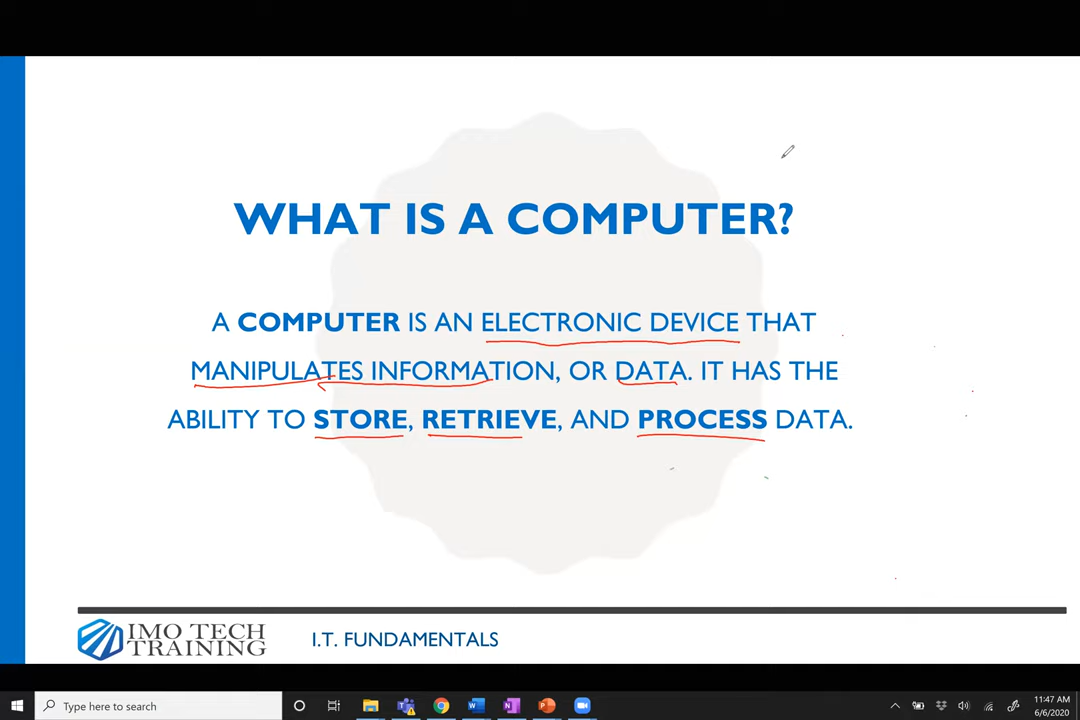 WHAT IS A COMPUTER?
A COMPUTER IS AN ELECTRONIC DEVICE THAT
MANIPULATES INFORMATION, OR DATA. IT HAS THE
ABILITY TO STORE, RETRIEVE, AND PROCESS DATA.
IMO TECH
TRAINING
I.T. FUNDAMENTALS
Type here to search
11:47 AM
6/6/2020